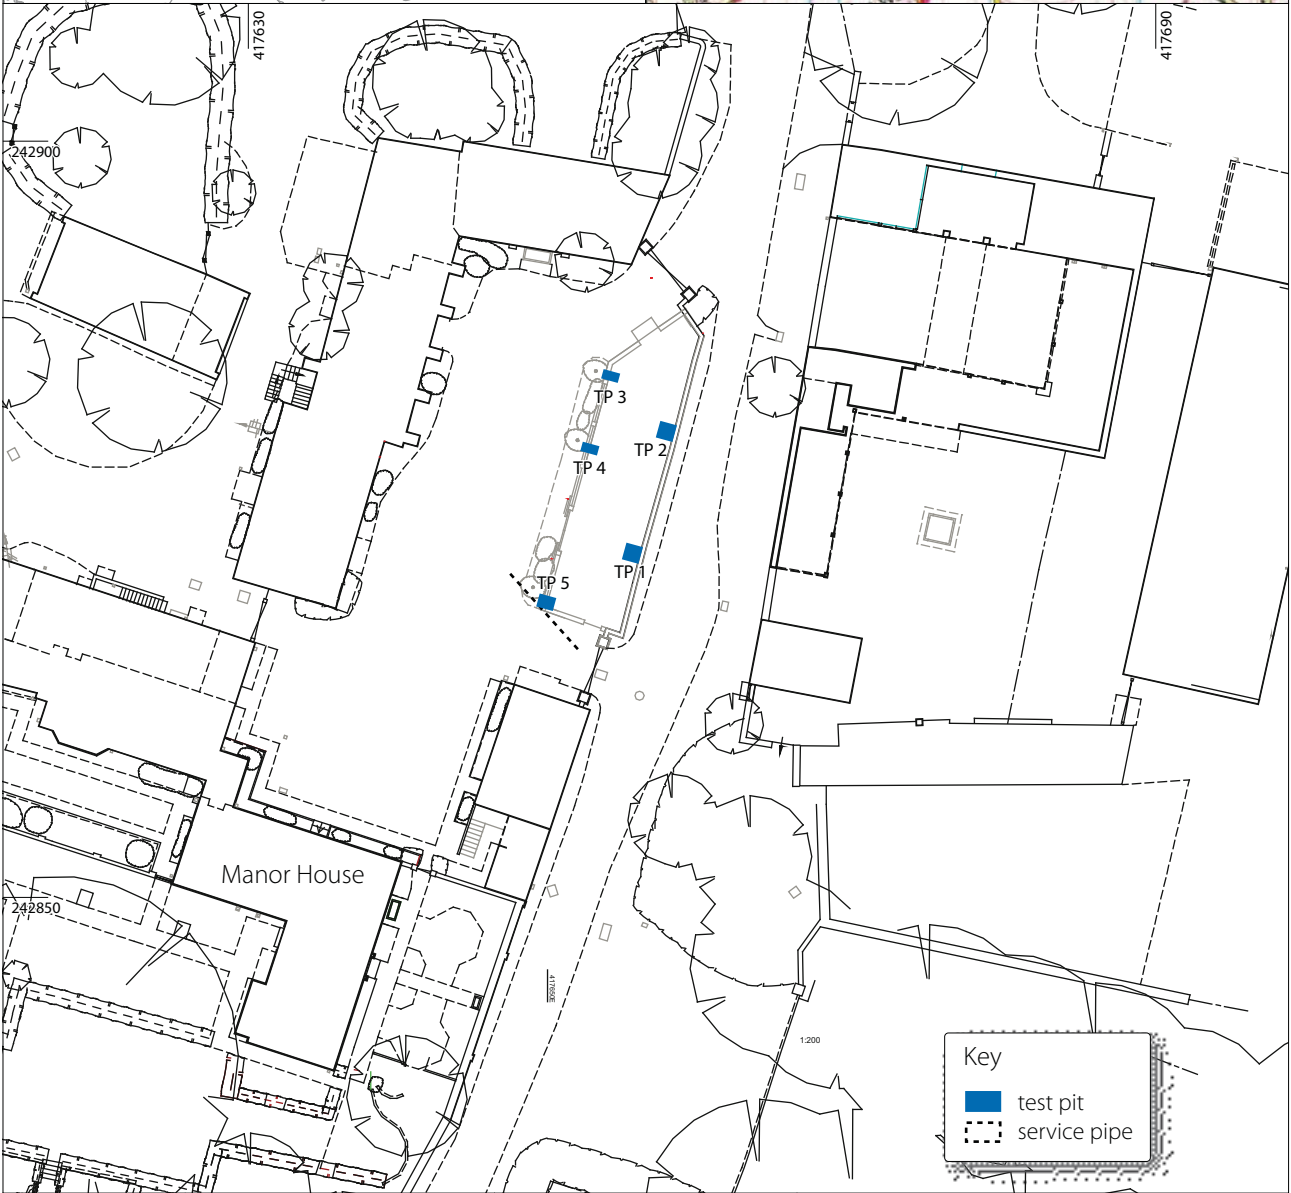 417630
417690
242900
TP 3
TP 2
TP 4
TP 1
TP 5
Manor House
242850
417650E
1:200
Key
test pit
service pipe